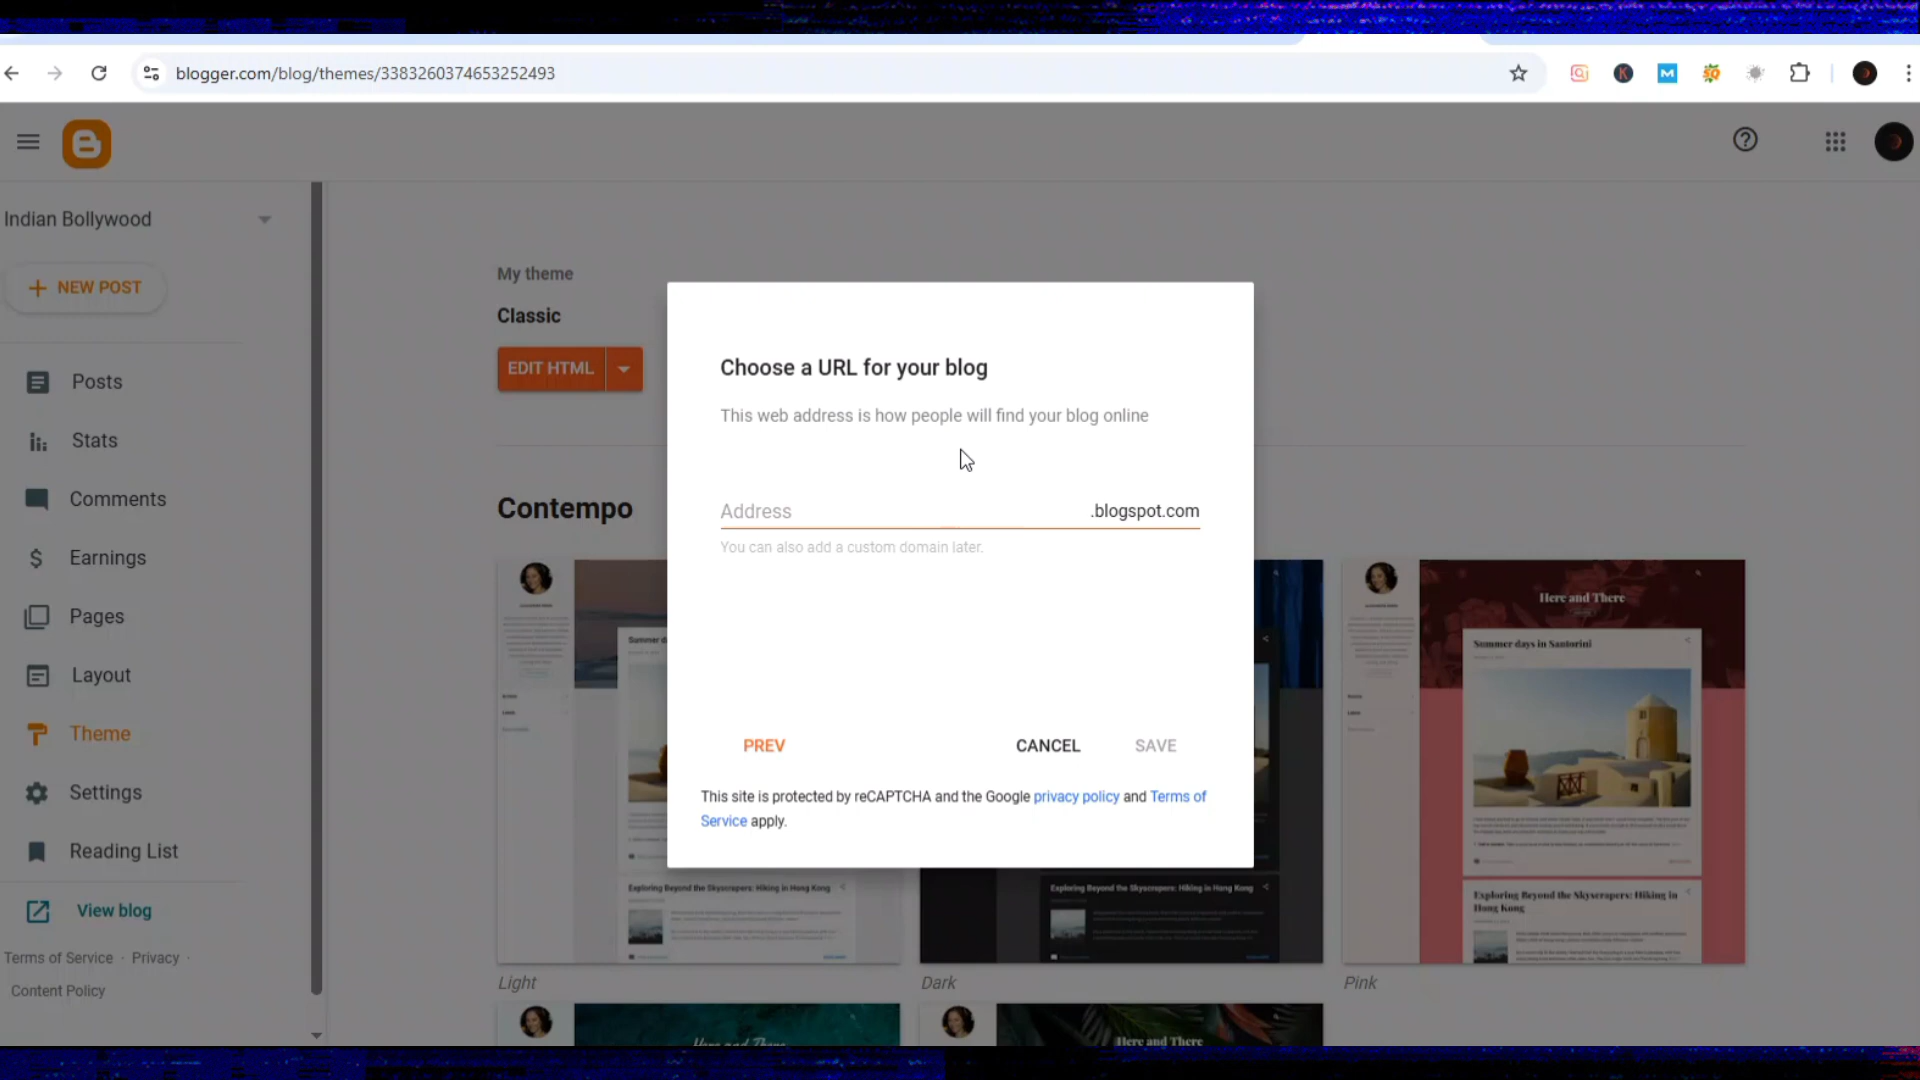 blogger.com/blog/themes/3383260374653252493
Indian Bollywood
NEW POST
Posts
Stats
Comments
Earnings
Pages
Layout
Theme
Settings
Reading List
View blog
Terms of Service · Privacy ·
Content Policy
My theme
Classic
EDIT HTML
Contempo
Choose a URL for your blog
This web address is how people will find your blog online
Address
.blogspot.com
You can also add a custom domain later.
PREV
CANCEL
SAVE
This site is protected by reCAPTCHA and the Google privacy policy and Terms of
Service apply.
Summer d
Exploring Beyond the Skyscrapers: Hiking in Hong Kong
Light
Exploring Beyond the Skyscrapers: Hiking in Hong Kong
Dark
Here and There
Summer days in Santorini
Exploring Beyond the Skyscrapers: Hiking in
Hong Kong
Pink
Here and There
Here and There